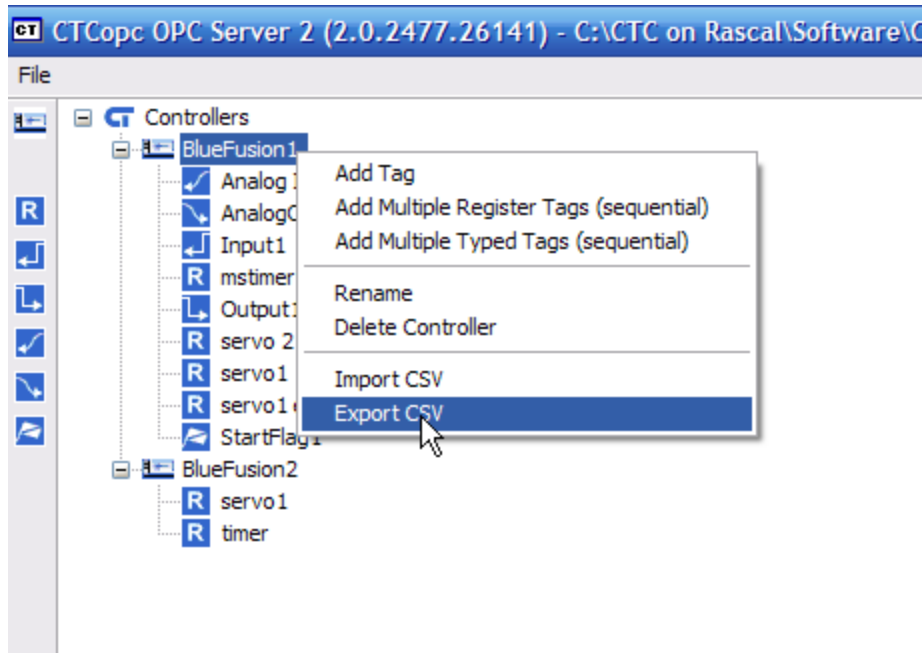 CT CTCopc OPC Server 2 (2.0.2477.26141) - C:\CTC on Rascal\Software\C
File
Controllers
BlueFusion1
Add Tag
Analog I
Add Multiple Register Tags (sequential)
R
AnalogO
Add Multiple Typed Tags (sequential)
Input1
R mstimer
Rename
Output1
Delete Controller
R servo 2
R servo1
Import CSV
R servo1
Export CSV
StartFlag1
BlueFusion2
R servo1
R timer